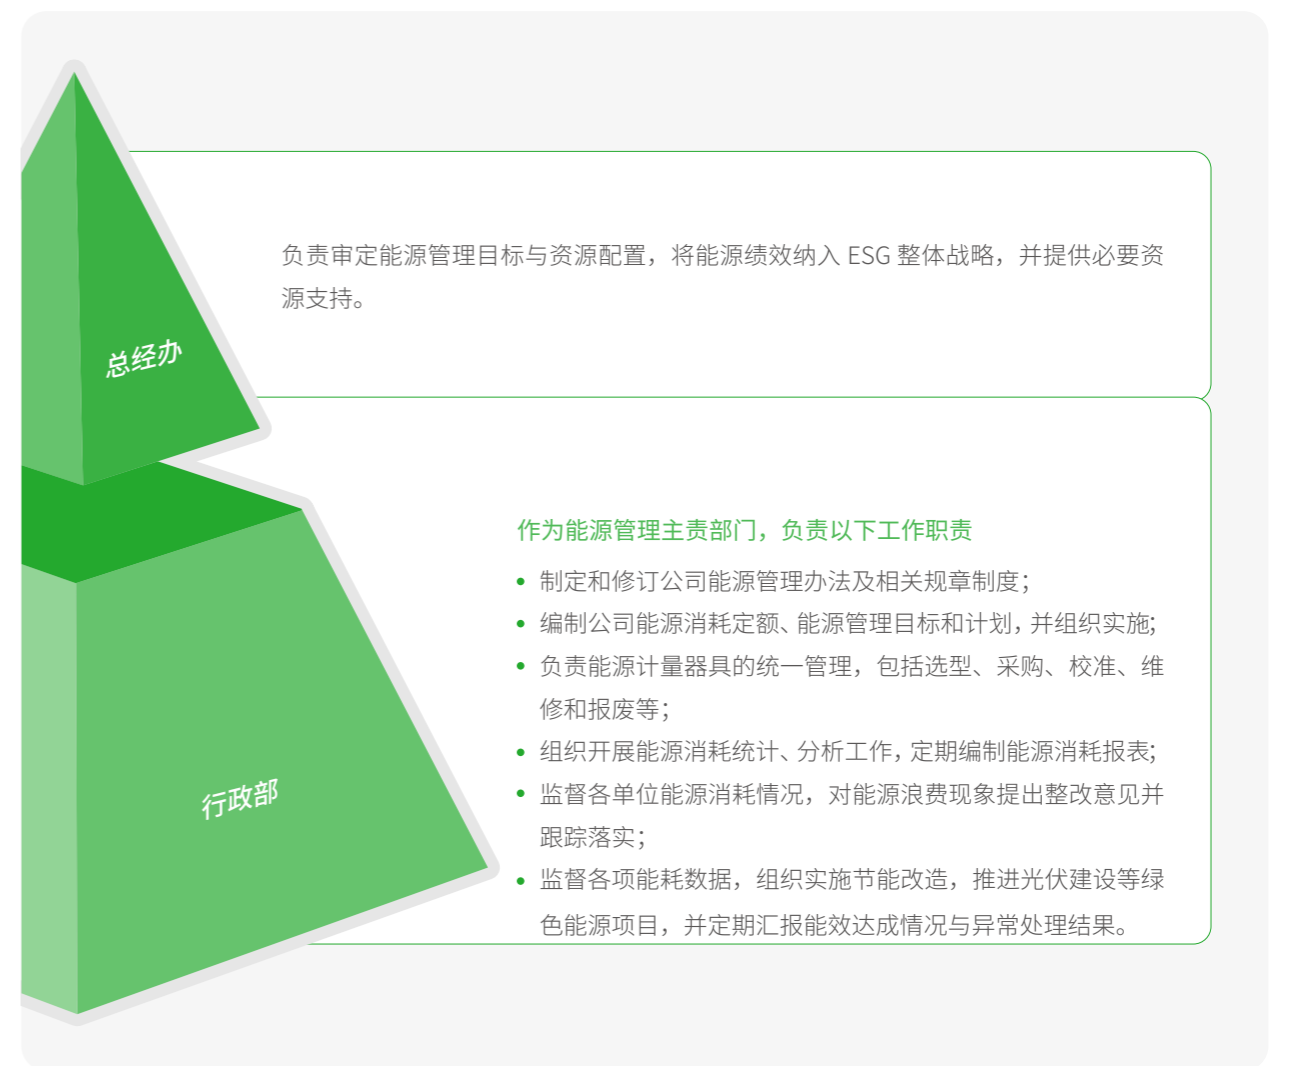 负责审定能源管理目标与资源配置，将能源绩效纳入 ESG 整体战略，并提供必要资
源支持。
总经办
作为能源管理主责部门，负责以下工作职责
• 制定和修订公司能源管理办法及相关规章制度；
• 编制公司能源消耗定额、能源管理目标和计划，并组织实施；
• 负责能源计量器具的统一管理，包括选型、采购、校准、维
修和报废等；
• 组织开展能源消耗统计、分析工作，定期编制能源消耗报表；
• 监督各单位能源消耗情况，对能源浪费现象提出整改意见并
跟踪落实；
• 监督各项能耗数据，组织实施节能改造，推进光伏建设等绿
色能源项目，并定期汇报能效达成情况与异常处理结果。
行政部